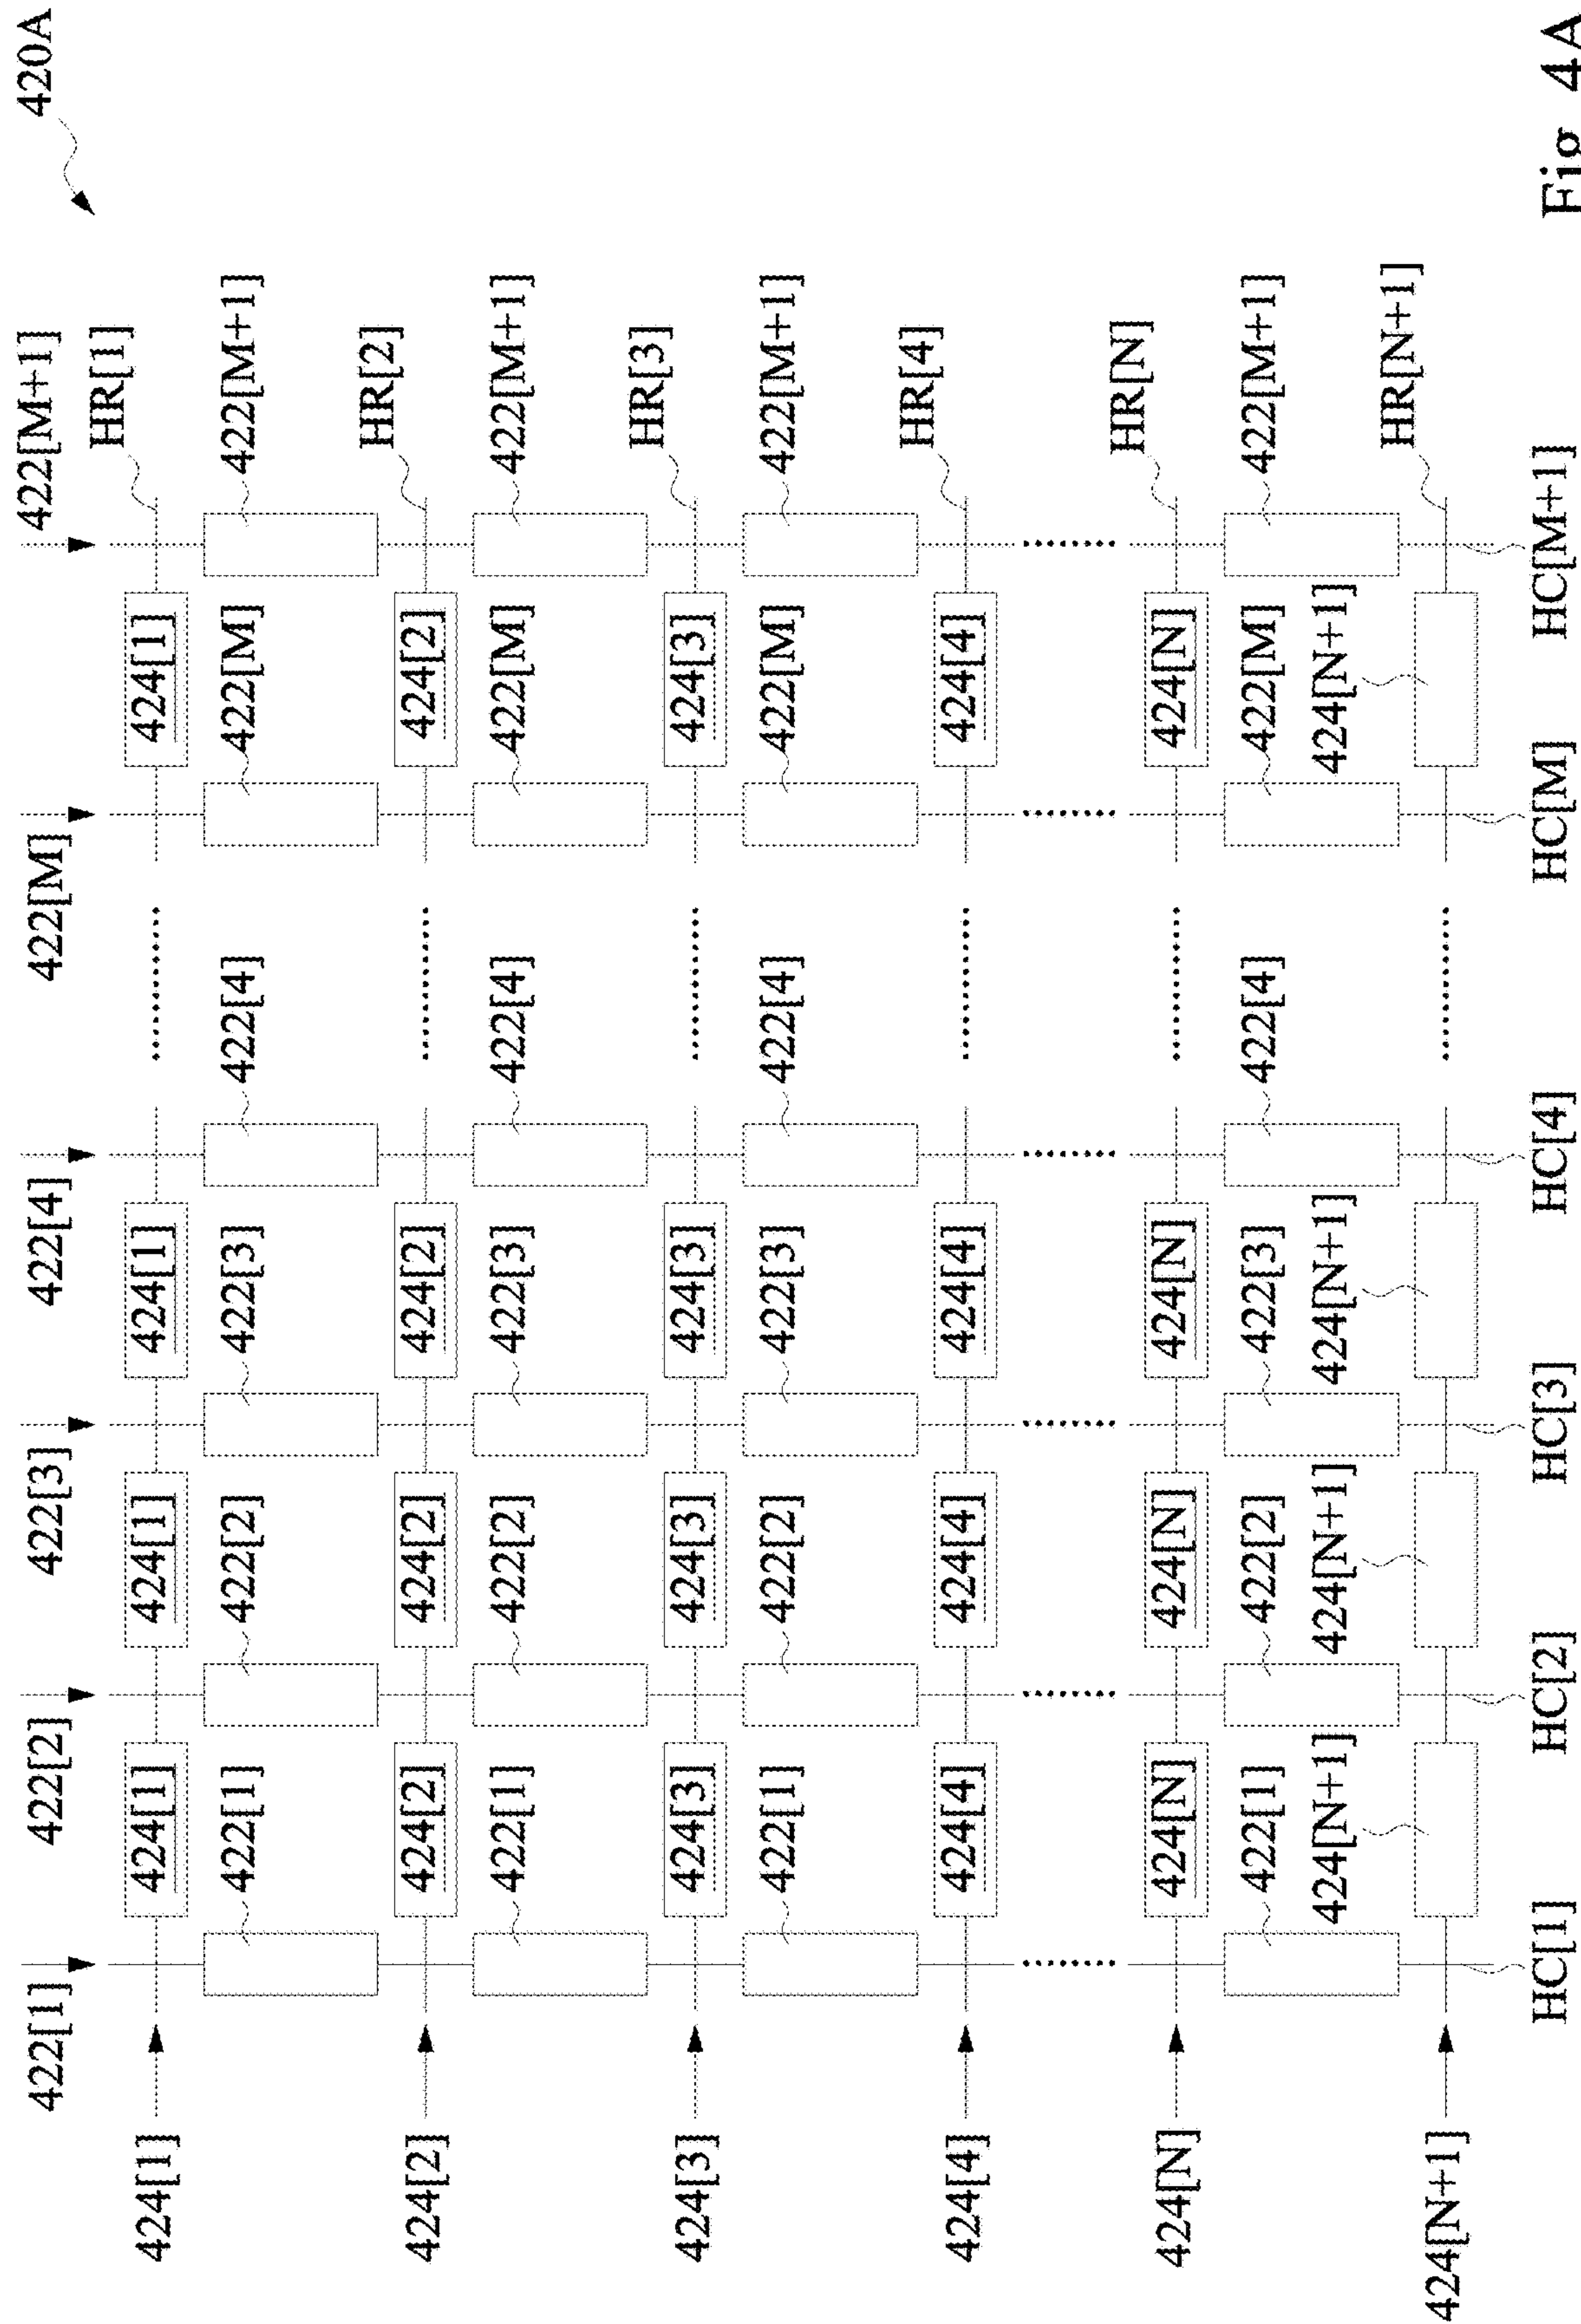 422[1] 422[2] 422[3] 422[4] 422[M] 422[M+1] 420A
HR[1]
424[1] 424[1] 424[1] 424[1] 424[1]
422[1] 422[2] 422[3] 422[4] 422[M] 422[M+1]
HR[2]
424[2] 424[2] 424[2] 424[2] 424[2]
422[1] 422[2] 422[3] 422[4] 422[M] 422[M+1]
HR[3]
424[3] 424[3] 424[3] 424[3] 424[3]
422[1] 422[2] 422[3] 422[4] 422[M] 422[M+1]
HR[4]
424[4] 424[4] 424[4] 424[4] 424[4]
HR[N]
424[N] 424[N] 424[N] 424[N] 424[N]
422[1] 422[2] 422[3] 422[4] 422[M] 422[M+1]
424[N+1] 424[N+1] 424[N+1] 424[N+1]
HR[N+1]
424[N+1]
HC[1] HC[2] HC[3] HC[4] HC[M] HC[M+1]
Fig 4A